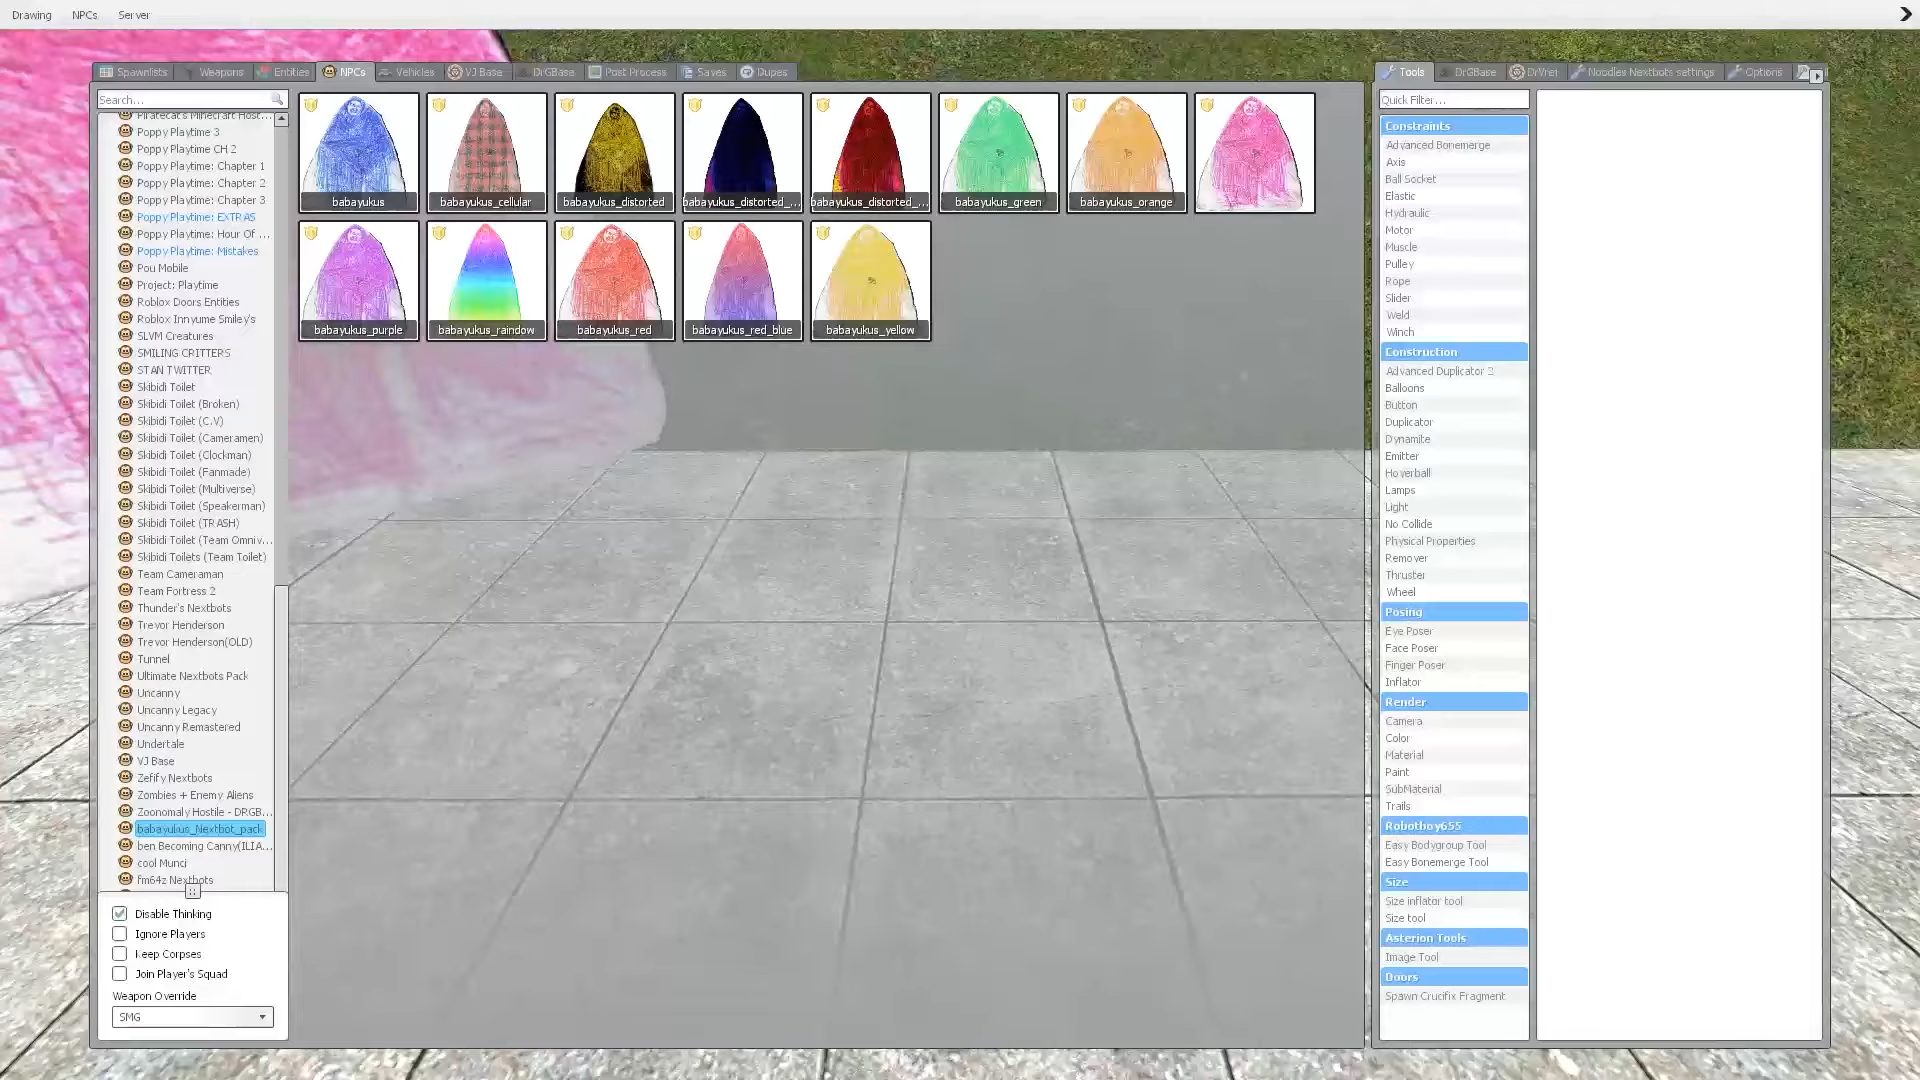 Drawing NPCs Server
Spawnlists Weapons Entities NPCs Vehicles VJ Base DrGBase Post Process Saves Dupes
Search...
Piratecat's Minecraft Host...
Poppy Playtime 3
Poppy Playtime CH 2
Poppy Playtime: Chapter 1
Poppy Playtime: Chapter 2
Poppy Playtime: Chapter 3
Poppy Playtime: EXTRAS
Poppy Playtime: Hour Of ...
Poppy Playtime: Mistakes
Pou Mobile
Project: Playtime
Roblox Doors Entities
Roblox Innyume Smiley's
SLVM Creatures
SMILING CRITTERS
STAN TWITTER
Skibidi Toilet
Skibidi Toilet (Broken)
Skibidi Toilet (C.V)
Skibidi Toilet (Cameramen)
Skibidi Toilet (Clockman)
Skibidi Toilet (Fanmade)
Skibidi Toilet (Multiverse)
Skibidi Toilet (Speakerman)
Skibidi Toilet (TRASH)
Skibidi Toilet (Team Omniv...
Skibidi Toilets (Team Toilet)
Team Cameraman
Team Fortress 2
Thunder's Nextbots
Trevor Henderson
Trevor Henderson(OLD)
Tunnel
Ultimate Nextbots Pack
Uncanny
Uncanny Legacy
Uncanny Remastered
Undertale
VJ Base
Zefify Nextbots
Zombies + Enemy Aliens
Zoonomaly Hostile - DRGB...
babayukus_Nextbot_pack
ben Becoming Canny(ILIA...
cool Munci
fm64z Nextbots
Disable Thinking
Ignore Players
Keep Corpses
Join Player's Squad
Weapon Override
SMG
babayukus babayukus_cellular babayukus_distorted babayukus_distorted_... babayukus_distorted_... babayukus_green babayukus_orange
babayukus_purple babayukus_raindow babayukus_red babayukus_red_blue babayukus_yellow
Tools DrGBase DrVrej Noodles Nextbots settings Options
Quick Filter...
Constraints
Advanced Bonemerge
Axis
Ball Socket
Elastic
Hydraulic
Motor
Muscle
Pulley
Rope
Slider
Weld
Winch
Construction
Advanced Duplicator 2
Balloons
Button
Duplicator
Dynamite
Emitter
Hoverball
Lamps
Light
No Collide
Physical Properties
Remover
Thruster
Wheel
Posing
Eye Poser
Face Poser
Finger Poser
Inflator
Render
Camera
Color
Material
Paint
SubMaterial
Trails
Robotboy655
Easy Bodygroup Tool
Easy Bonemerge Tool
Size
Size inflator tool
Size tool
Asterion Tools
Image Tool
Doors
Spawn Crucifix Fragment